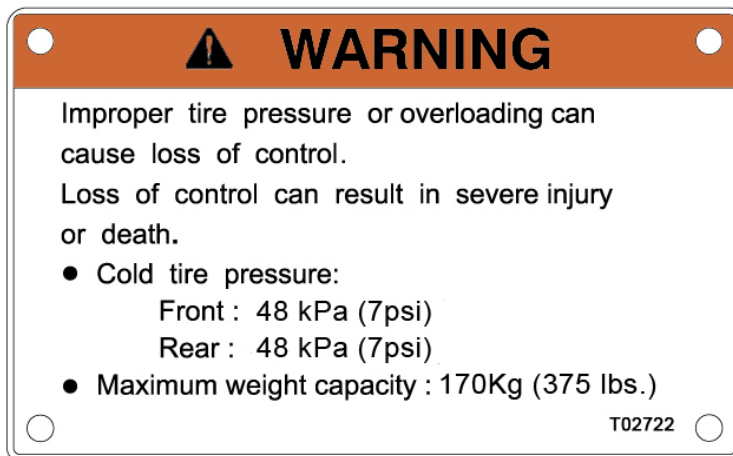 WARNING
Improper tire pressure or overloading can
cause loss of control.
Loss of control can result in severe injury
or death.
• Cold tire pressure:
Front : 48 kPa (7psi)
Rear : 48 kPa (7psi)
• Maximum weight capacity : 170Kg (375 lbs.)
T02722